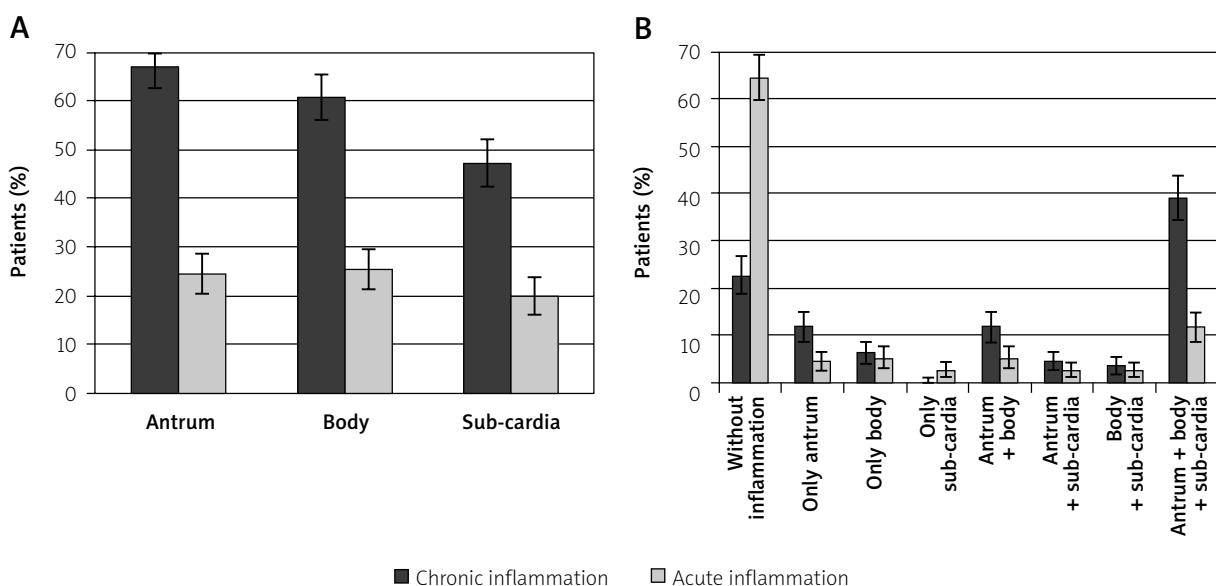 A
Patients (%)
70
60
50
40
30
20
10
0
Antrum
Body
Sub-cardia
B
Patients (%)
70
60
50
40
30
20
10
0
Without
inflammation
Only antrum
Only body
Only
sub-cardia
Antrum
+ body
Antrum
+ sub-cardia
Body
+ sub-cardia
Antrum + body
+ sub-cardia
Chronic inflammation
Acute inflammation